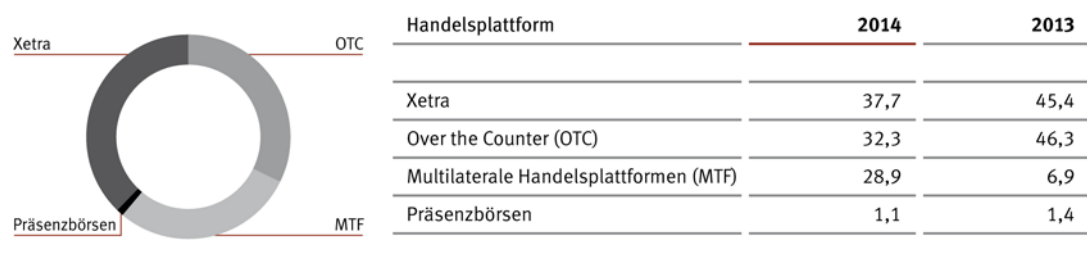 Xetra
OTC
Präsenzbörsen
MTF
Handelsplattform 2014 2013
Xetra 37,7 45,4
Over the Counter (OTC) 32,3 46,3
Multilaterale Handelsplattformen (MTF) 28,9 6,9
Präsenzbörsen 1,1 1,4